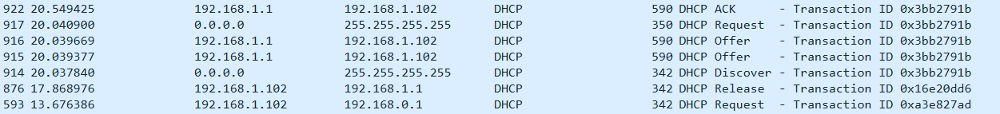 922 20.549425 192.168.1.1 192.168.1.102 DHCP 590 DHCP ACK - Transaction ID 0x3bb2791b
917 20.040900 0.0.0.0 255.255.255.255 DHCP 350 DHCP Request - Transaction ID 0x3bb2791b
916 20.039669 192.168.1.1 192.168.1.102 DHCP 590 DHCP Offer - Transaction ID 0x3bb2791b
915 20.039377 192.168.1.1 192.168.1.102 DHCP 590 DHCP Offer - Transaction ID 0x3bb2791b
914 20.037840 0.0.0.0 255.255.255.255 DHCP 342 DHCP Discover - Transaction ID 0x3bb2791b
876 17.868976 192.168.1.102 192.168.1.1 DHCP 342 DHCP Release - Transaction ID 0x16e20dd6
593 13.676386 192.168.1.102 192.168.0.1 DHCP 342 DHCP Request - Transaction ID 0xa3e827ad